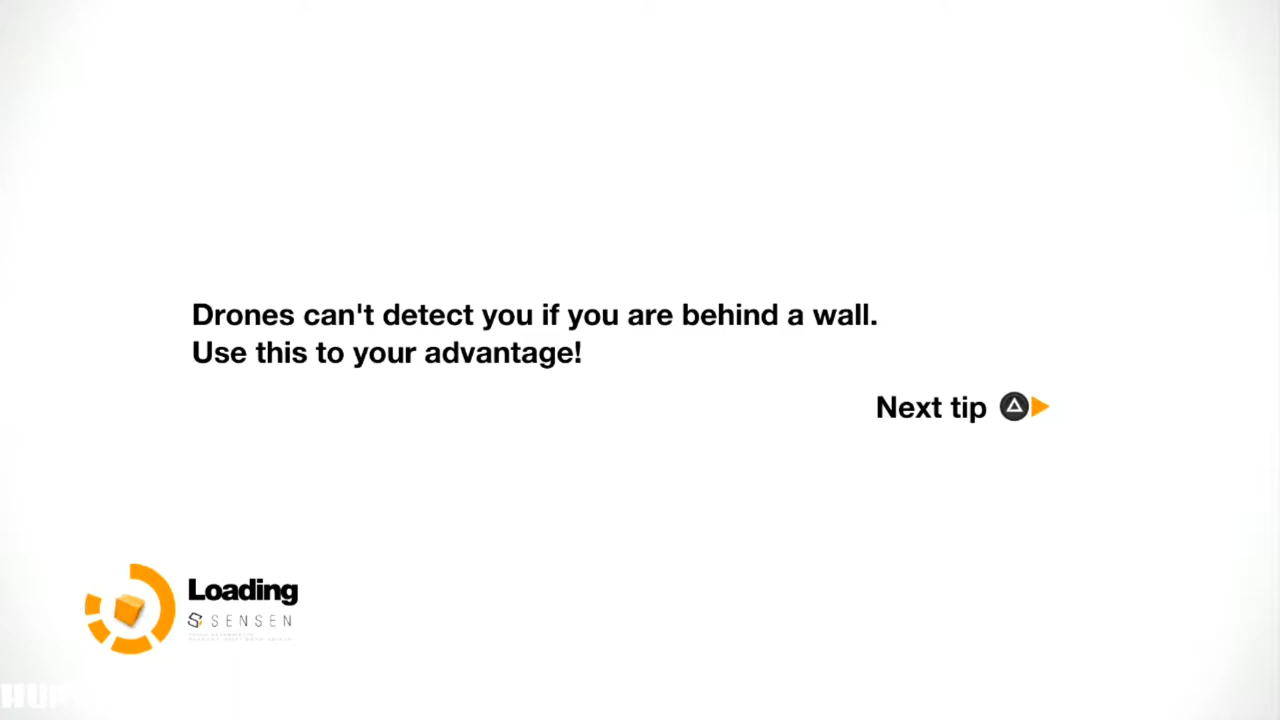 Drones can't detect you if you are behind a wall.
Use this to your advantage!
Next tip
Loading
SENSEN